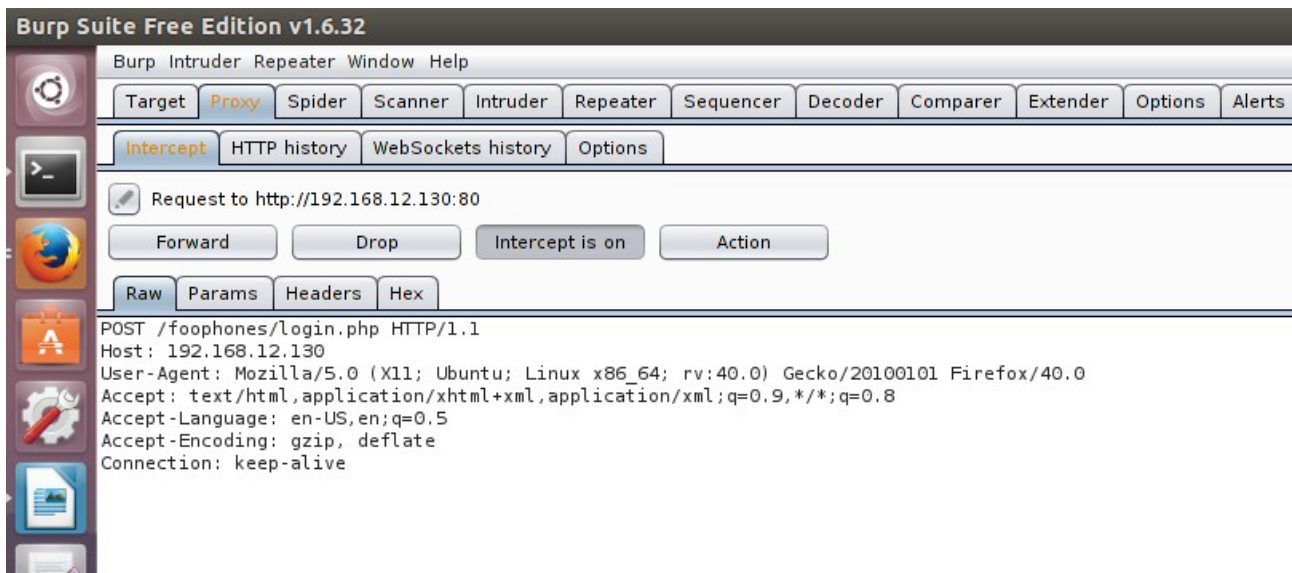 Burp Suite Free Edition v1.6.32
Burp Intruder Repeater Window Help
Target Proxy Spider Scanner Intruder Repeater Sequencer Decoder Comparer Extender Options Alerts
Intercept HTTP history WebSockets history Options
Request to http://192.168.12.130:80
Forward Drop Intercept is on Action
Raw Params Headers Hex
POST /foophones/login.php HTTP/1.1
Host: 192.168.12.130
User-Agent: Mozilla/5.0 (X11; Ubuntu; Linux x86_64; rv:40.0) Gecko/20100101 Firefox/40.0
Accept: text/html,application/xhtml+xml,application/xml;q=0.9,*/*;q=0.8
Accept-Language: en-US,en;q=0.5
Accept-Encoding: gzip, deflate
Connection: keep-alive